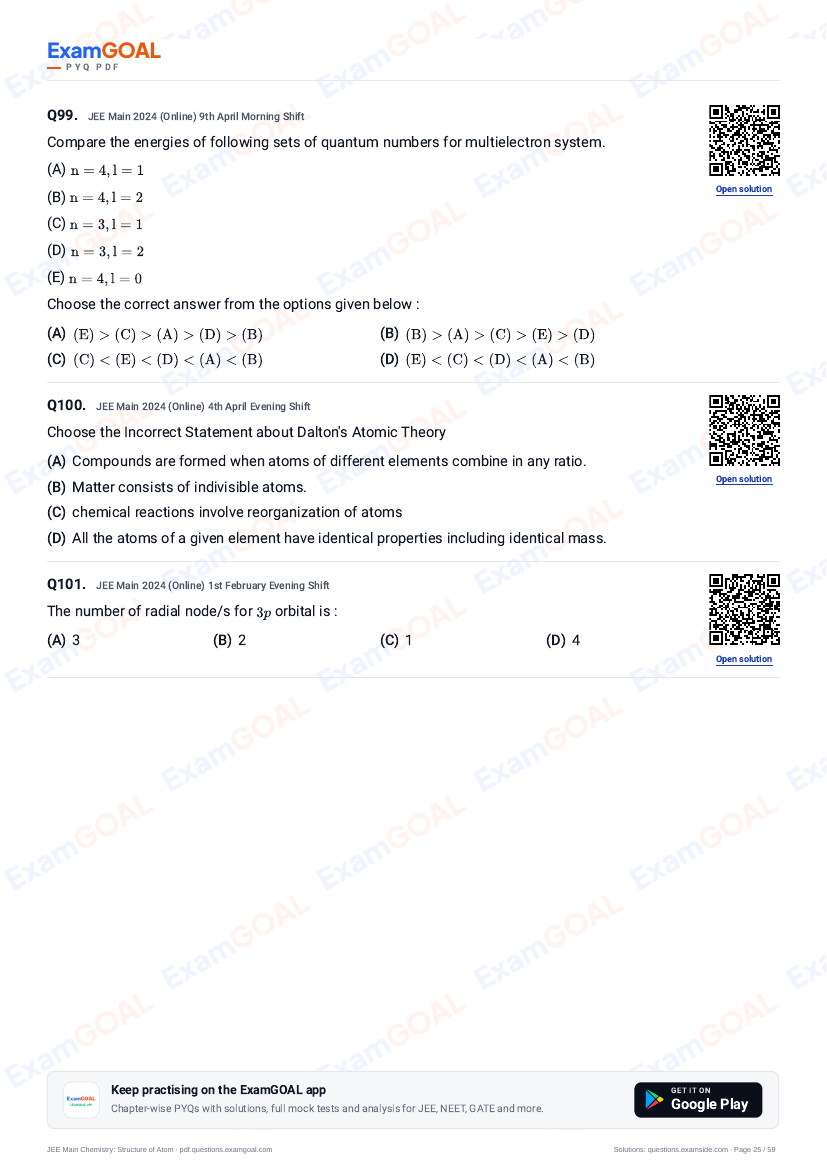 ExamGOAL
PYQ PDF
Q99. JEE Main 2024 (Online) 9th April Morning Shift
Compare the energies of following sets of quantum numbers for multielectron system.
(A) n = 4, l = 1
(B) n = 4, l = 2
(C) n = 3, l = 1
(D) n = 3, l = 2
(E) n = 4, l = 0
Choose the correct answer from the options given below :
(A) (E) > (C) > (A) > (D) > (B) (B) (B) > (A) > (C) > (E) > (D)
(C) (C) < (E) < (D) < (A) < (B) (D) (E) < (C) < (D) < (A) < (B)
Open solution
Q100. JEE Main 2024 (Online) 4th April Evening Shift
Choose the Incorrect Statement about Dalton's Atomic Theory
(A) Compounds are formed when atoms of different elements combine in any ratio.
(B) Matter consists of indivisible atoms.
(C) chemical reactions involve reorganization of atoms
(D) All the atoms of a given element have identical properties including identical mass.
Open solution
Q101. JEE Main 2024 (Online) 1st February Evening Shift
The number of radial node/s for 3p orbital is :
(A) 3 (B) 2 (C) 1 (D) 4
Open solution
Keep practising on the ExamGOAL app
Chapter-wise PYQs with solutions, full mock tests and analysis for JEE, NEET, GATE and more.
GET IT ON
Google Play
JEE Main Chemistry: Structure of Atom · pdf.questions.examgoal.com Solutions: questions.examside.com · Page 25 / 59